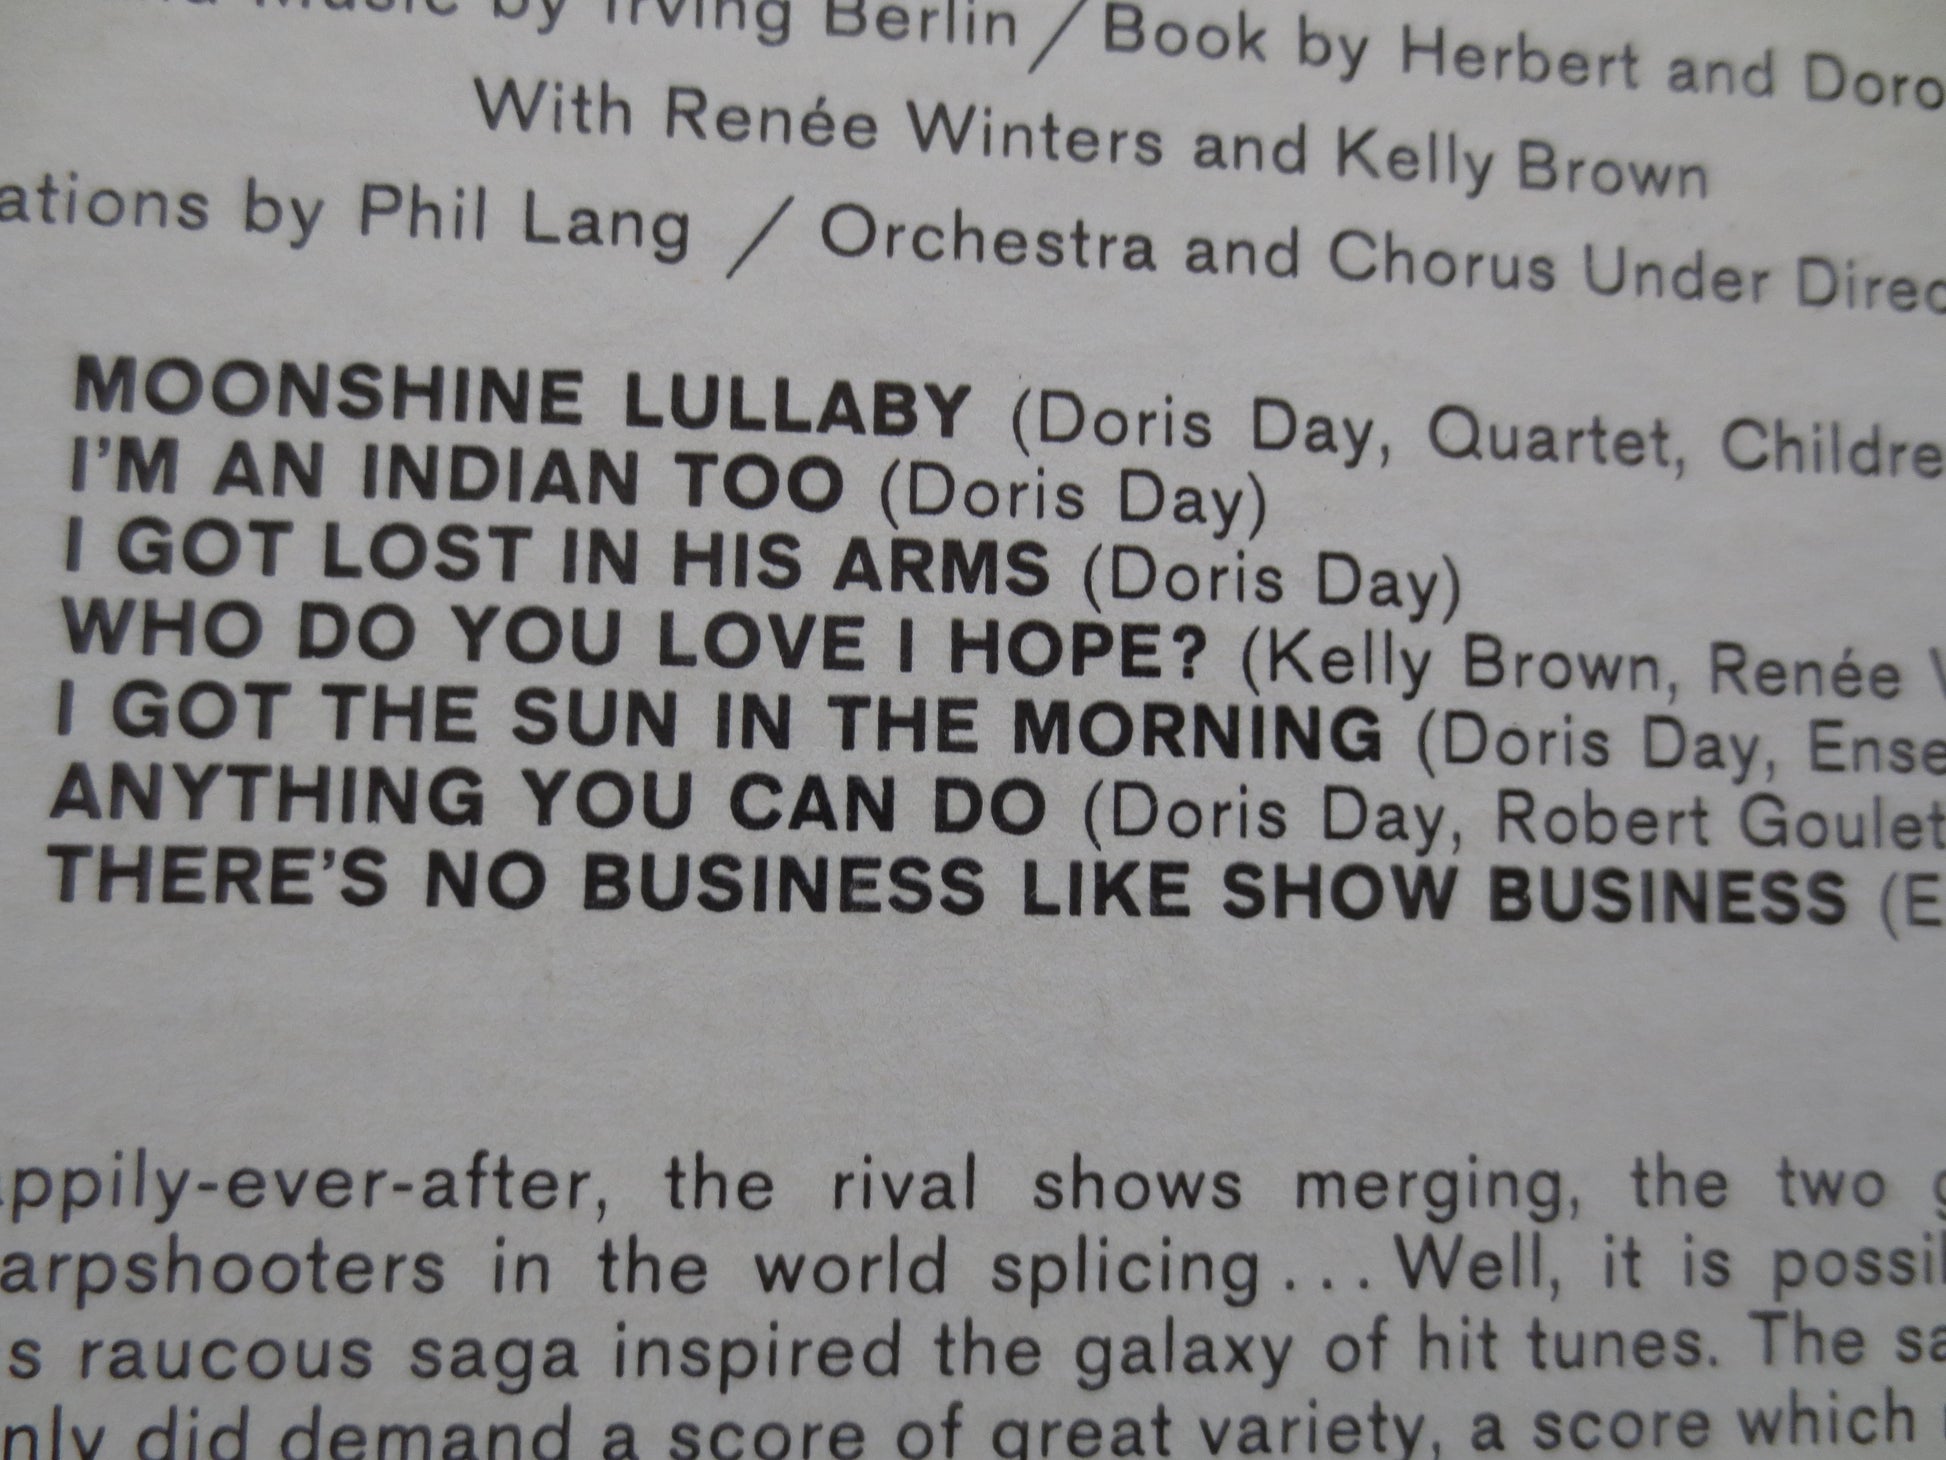 Music by Irving Berlin / Book by Herbert and Doro
With Renée Winters and Kelly Brown
ations by Phil Lang / Orchestra and Chorus Under Direc
MOONSHINE LULLABY (Doris Day, Quartet, Childre
I'M AN INDIAN TOO (Doris Day)
I GOT LOST IN HIS ARMS (Doris Day)
WHO DO YOU LOVE I HOPE? (Kelly Brown, Renée
I GOT THE SUN IN THE MORNING (Doris Day, Ense
ANYTHING YOU CAN DO (Doris Day, Robert Goulet
THERE'S NO BUSINESS LIKE SHOW BUSINESS (E
ppily-ever-after, the rival shows merging, the two
arpshooters in the world splicing... Well, it is possil
s raucous saga inspired the galaxy of hit tunes. The sa
nly did demand a score of great variety, a score which